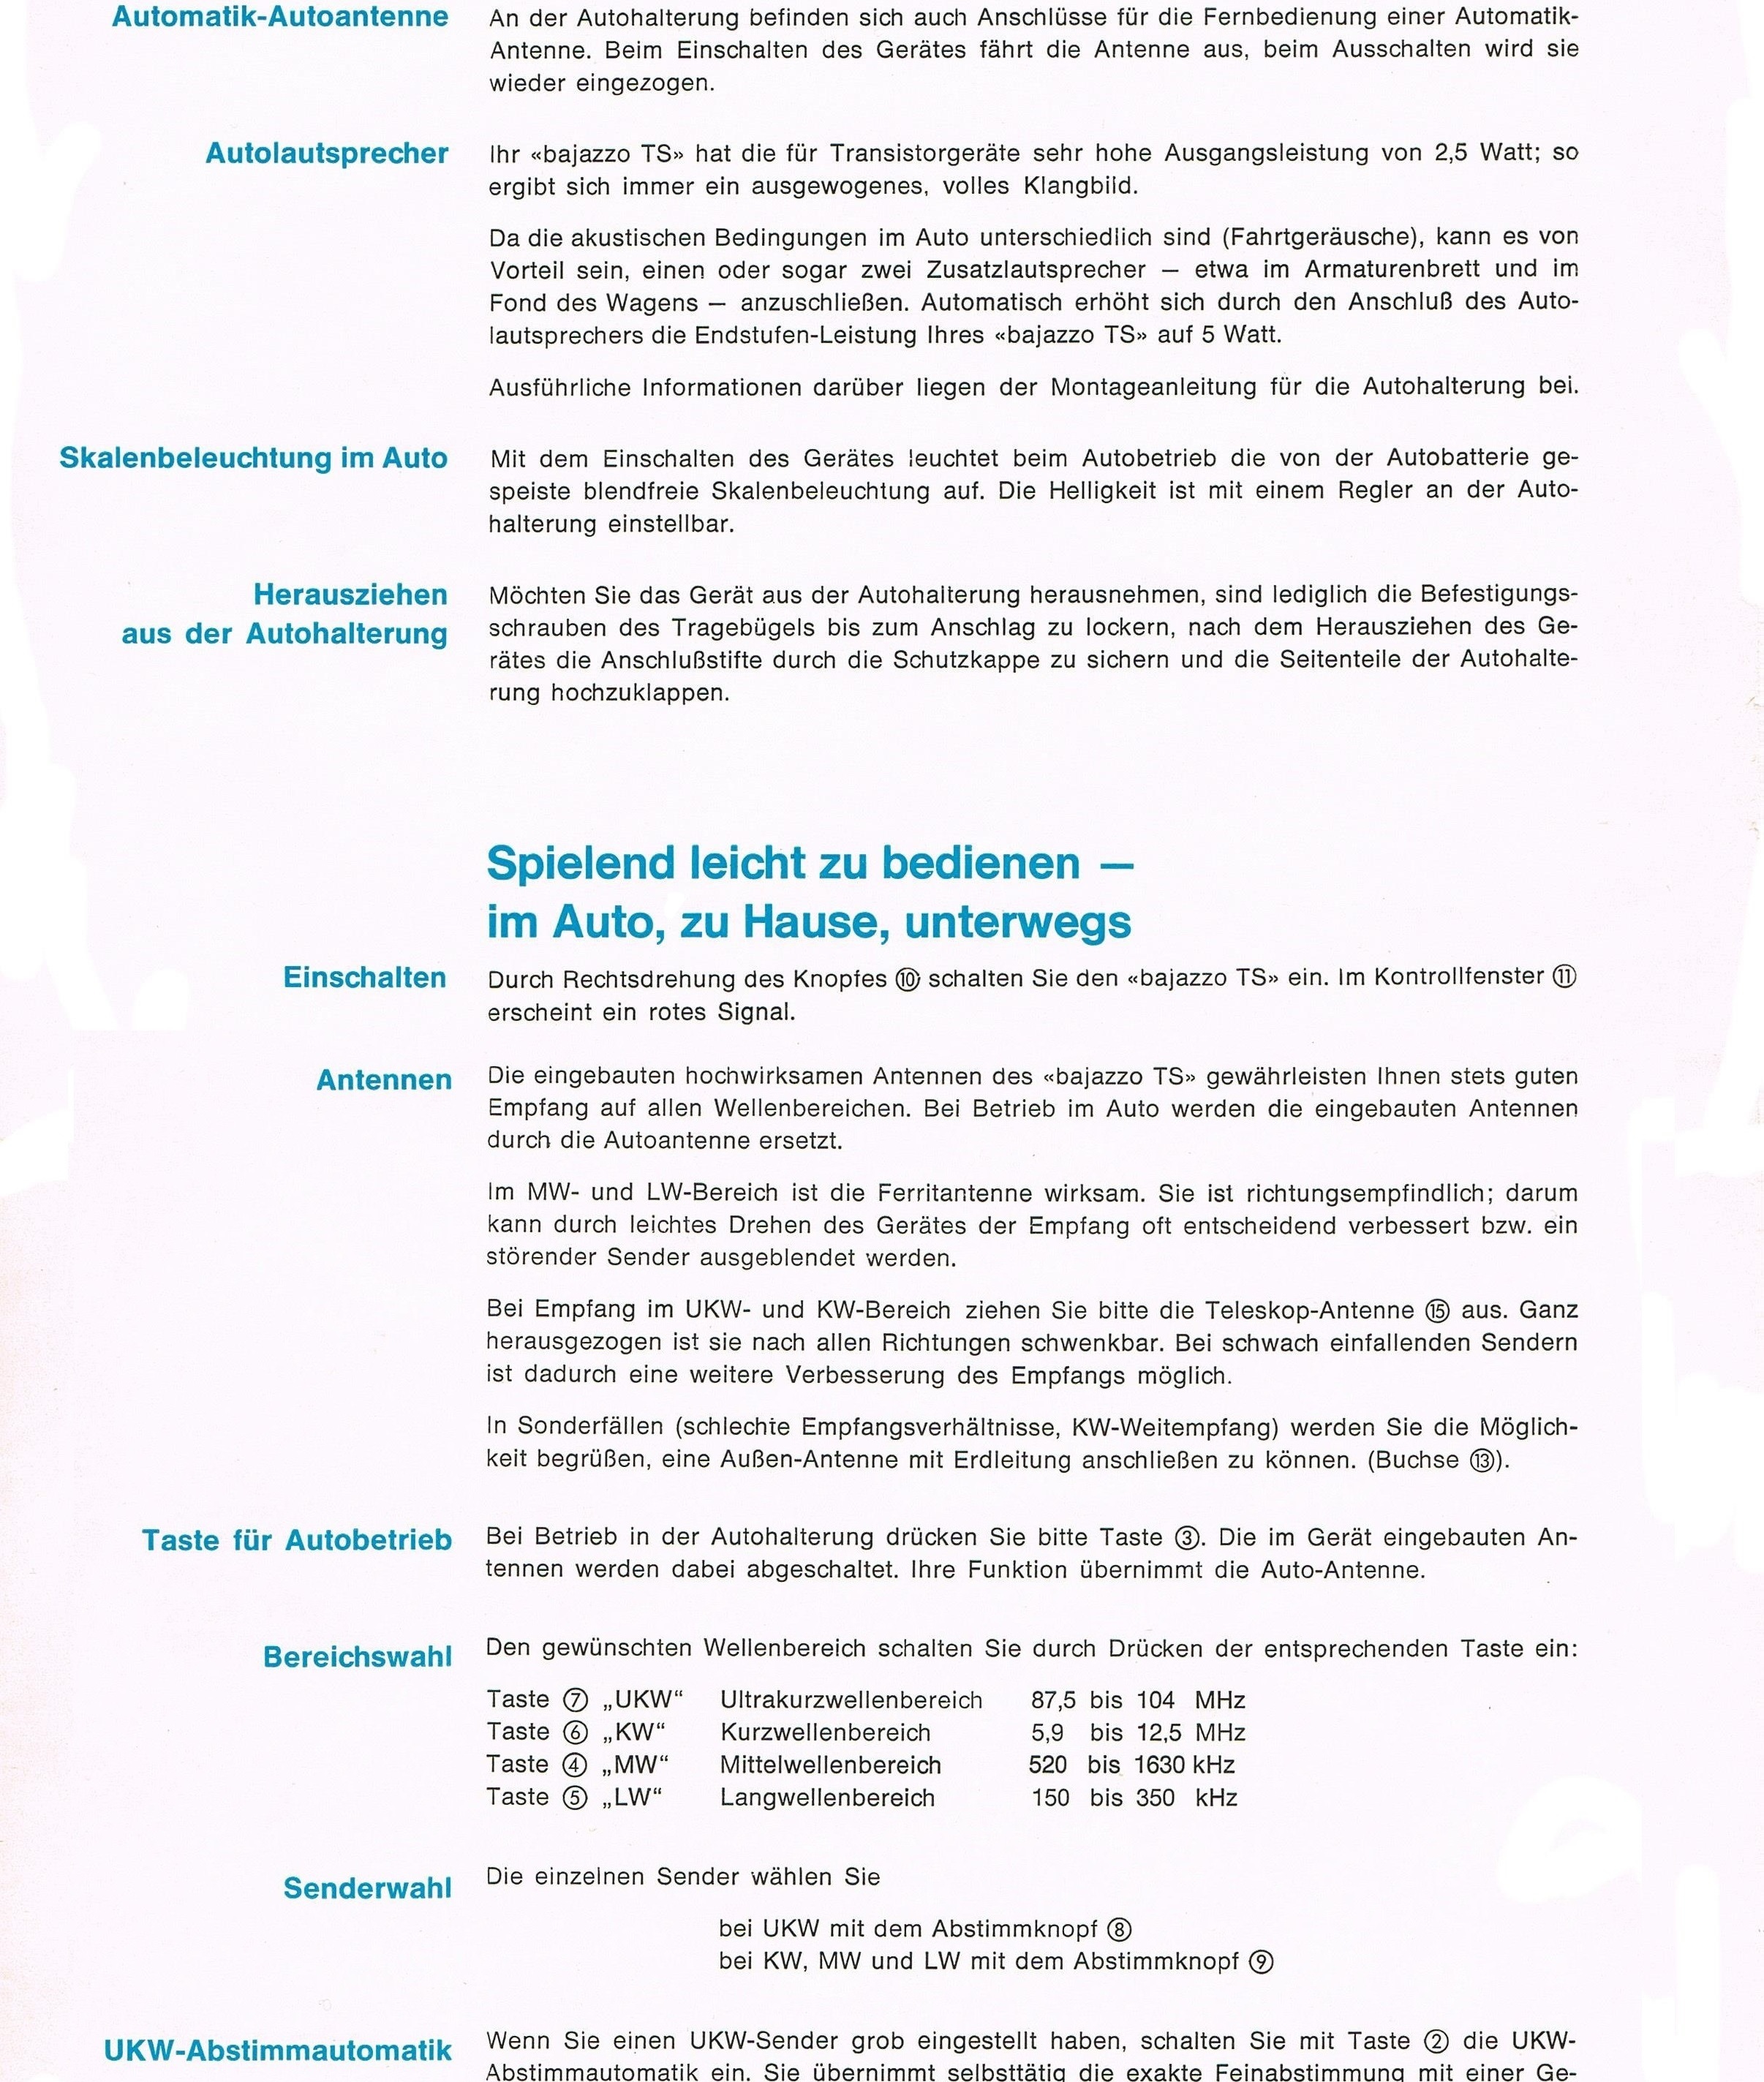 Automatik-Autoantenne
An der Autohalterung befinden sich auch Anschlüsse für die Fernbedienung einer Automatik-
Antenne. Beim Einschalten des Gerätes fährt die Antenne aus, beim Ausschalten wird sie
wieder eingezogen.
Autolautsprecher
Ihr «bajazzo TS» hat die für Transistorgeräte sehr hohe Ausgangsleistung von 2,5 Watt; so
ergibt sich immer ein ausgewogenes, volles Klangbild.
Da die akustischen Bedingungen im Auto unterschiedlich sind (Fahrtgeräusche), kann es von
Vorteil sein, einen oder sogar zwei Zusatzlautsprecher — etwa im Armaturenbrett und im
Fond des Wagens — anzuschließen. Automatisch erhöht sich durch den Anschluß des Auto-
lautsprechers die Endstufen-Leistung Ihres «bajazzo TS» auf 5 Watt.
Ausführliche Informationen darüber liegen der Montageanleitung für die Autohalterung bei.
Skalenbeleuchtung im Auto
Mit dem Einschalten des Gerätes leuchtet beim Autobetrieb die von der Autobatterie ge-
speiste blendfreie Skalenbeleuchtung auf. Die Helligkeit ist mit einem Regler an der Auto-
halterung einstellbar.
Herausziehen
aus der Autohalterung
Möchten Sie das Gerät aus der Autohalterung herausnehmen, sind lediglich die Befestigungs-
schrauben des Tragebügels bis zum Anschlag zu lockern, nach dem Herausziehen des Ge-
rätes die Anschlußstifte durch die Schutzkappe zu sichern und die Seitenteile der Autohalte-
rung hochzuklappen.
Spielend leicht zu bedienen —
im Auto, zu Hause, unterwegs
Einschalten
Durch Rechtsdrehung des Knopfes ⑩ schalten Sie den «bajazzo TS» ein. Im Kontrollfenster ⑪
erscheint ein rotes Signal.
Antennen
Die eingebauten hochwirksamen Antennen des «bajazzo TS» gewährleisten Ihnen stets guten
Empfang auf allen Wellenbereichen. Bei Betrieb im Auto werden die eingebauten Antennen
durch die Autoantenne ersetzt.
Im MW- und LW-Bereich ist die Ferritantenne wirksam. Sie ist richtungsempfindlich; darum
kann durch leichtes Drehen des Gerätes der Empfang oft entscheidend verbessert bzw. ein
störender Sender ausgeblendet werden.
Bei Empfang im UKW- und KW-Bereich ziehen Sie bitte die Teleskop-Antenne ⑮ aus. Ganz
herausgezogen ist sie nach allen Richtungen schwenkbar. Bei schwach einfallenden Sendern
ist dadurch eine weitere Verbesserung des Empfangs möglich.
In Sonderfällen (schlechte Empfangsverhältnisse, KW-Weitempfang) werden Sie die Möglich-
keit begrüßen, eine Außen-Antenne mit Erdleitung anschließen zu können. (Buchse ⑬).
Taste für Autobetrieb
Bei Betrieb in der Autohalterung drücken Sie bitte Taste ③. Die im Gerät eingebauten An-
tennen werden dabei abgeschaltet. Ihre Funktion übernimmt die Auto-Antenne.
Bereichswahl
Den gewünschten Wellenbereich schalten Sie durch Drücken der entsprechenden Taste ein:
Taste ⑦ „UKW“ Ultrakurzwellenbereich 87,5 bis 104 MHz
Taste ⑥ „KW“ Kurzwellenbereich 5,9 bis 12,5 MHz
Taste ④ „MW“ Mittelwellenbereich 520 bis 1630 kHz
Taste ⑤ „LW“ Langwellenbereich 150 bis 350 kHz
Senderwahl
Die einzelnen Sender wählen Sie
bei UKW mit dem Abstimmknopf ⑧
bei KW, MW und LW mit dem Abstimmknopf ⑨
UKW-Abstimmautomatik
Wenn Sie einen UKW-Sender grob eingestellt haben, schalten Sie mit Taste ② die UKW-
Abstimmautomatik ein. Sie übernimmt selbsttätig die exakte Feinabstimmung mit einer Ge-